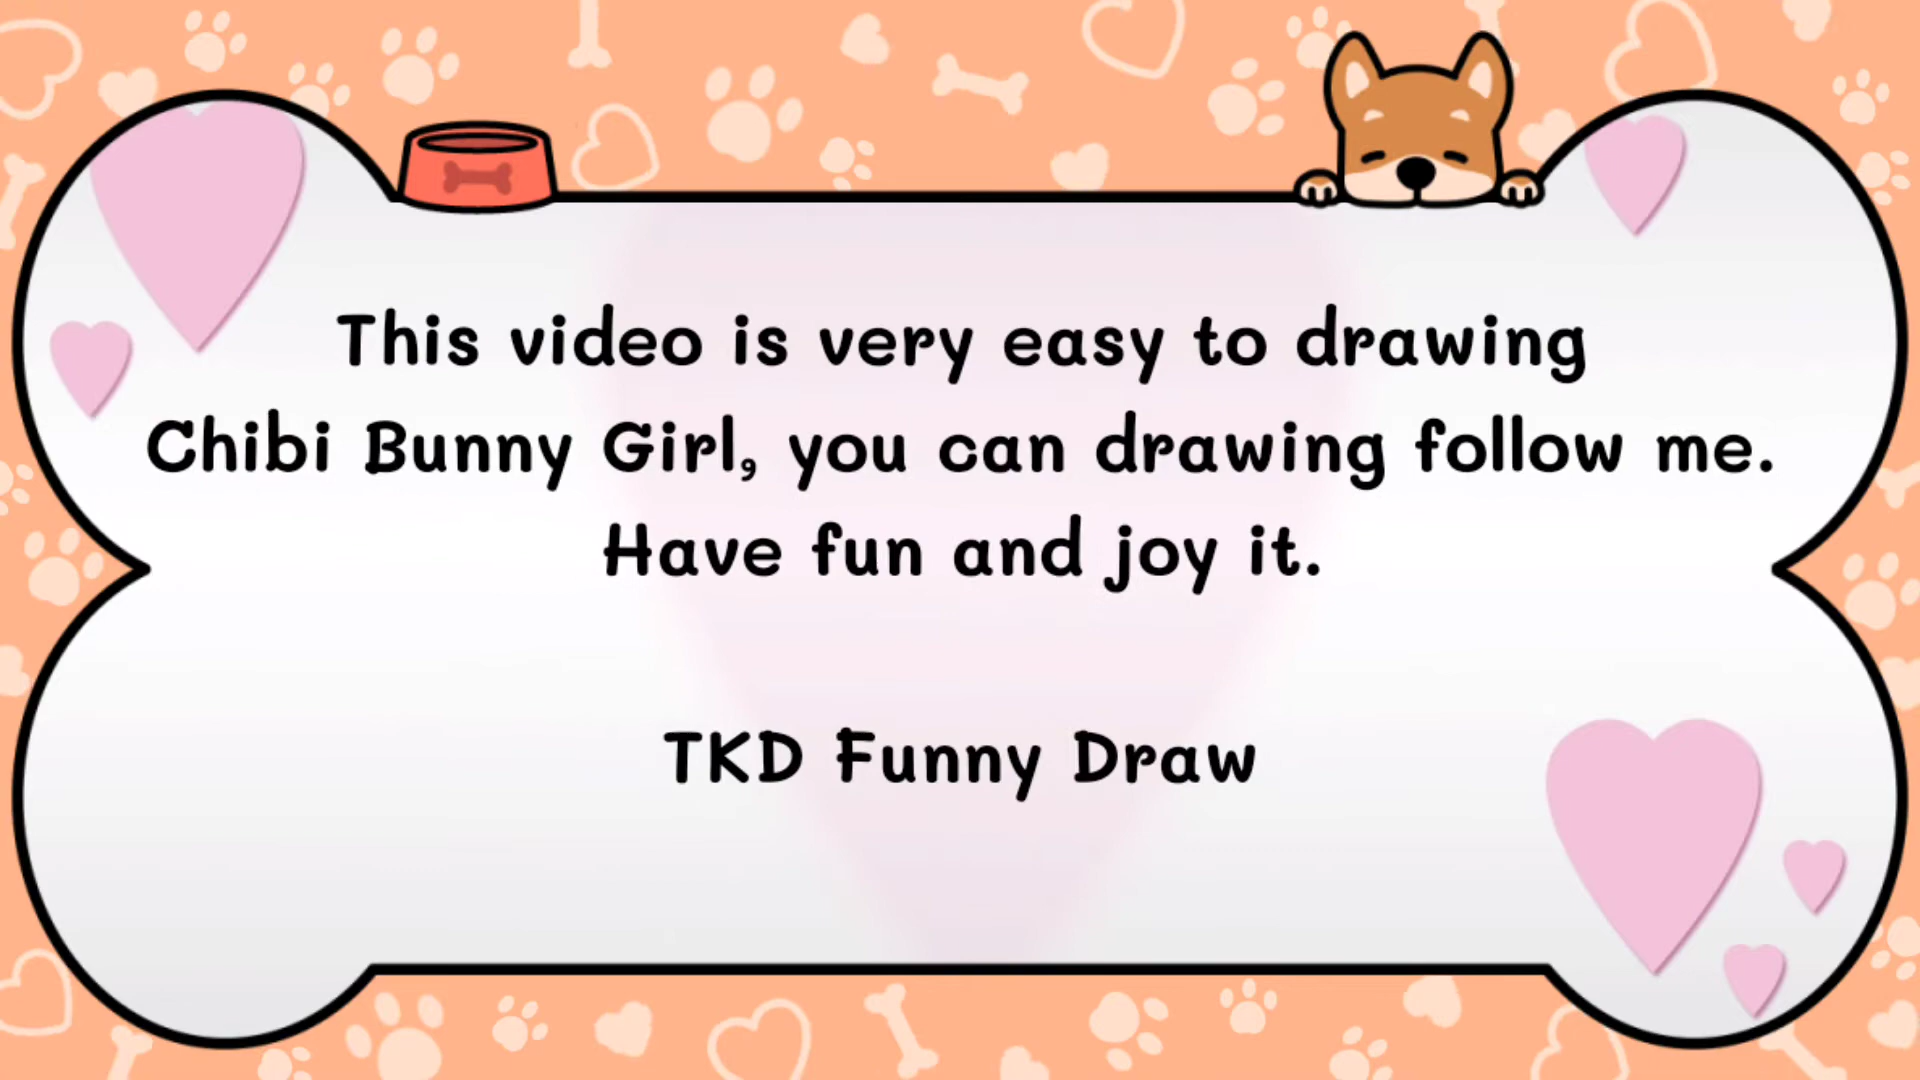 This video is very easy to drawing
Chibi Bunny Girl, you can drawing follow me.
Have fun and joy it.
TKD Funny Draw